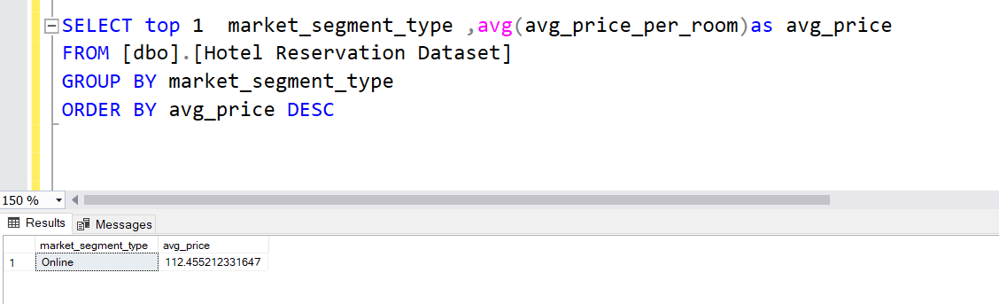 SELECT top 1  market_segment_type ,avg(avg_price_per_room)as avg_price
FROM [dbo].[Hotel Reservation Dataset]
GROUP BY market_segment_type
ORDER BY avg_price DESC
150 %
Results Messages
market_segment_type avg_price
1 Online 112.455212331647